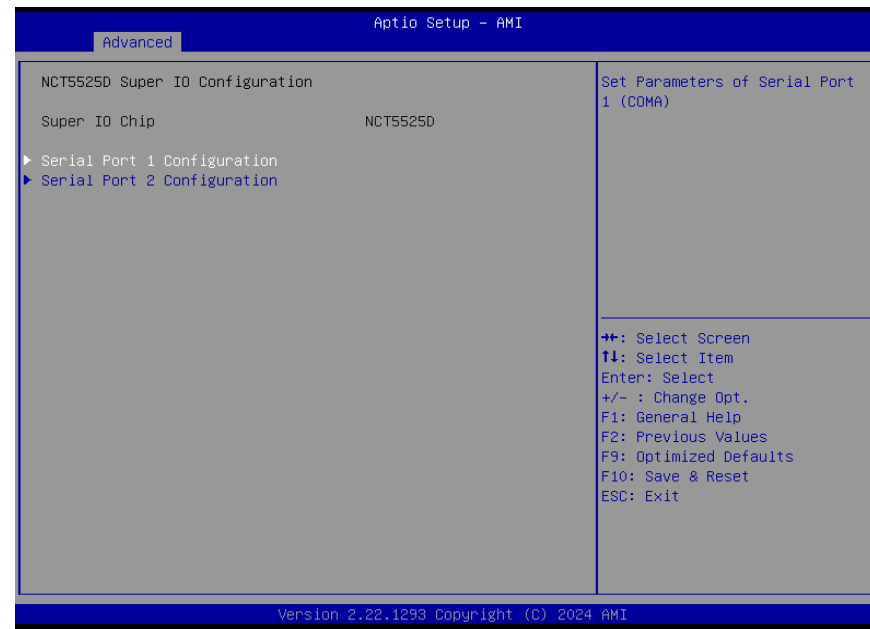 Aptio Setup – AMI
Advanced
NCT5525D Super IO Configuration
Super IO Chip NCT5525D
▶ Serial Port 1 Configuration
▶ Serial Port 2 Configuration
Set Parameters of Serial Port
1 (COMA)
→←: Select Screen
↑↓: Select Item
Enter: Select
+/- : Change Opt.
F1: General Help
F2: Previous Values
F9: Optimized Defaults
F10: Save & Reset
ESC: Exit
Version 2.22.1293 Copyright (C) 2024 AMI